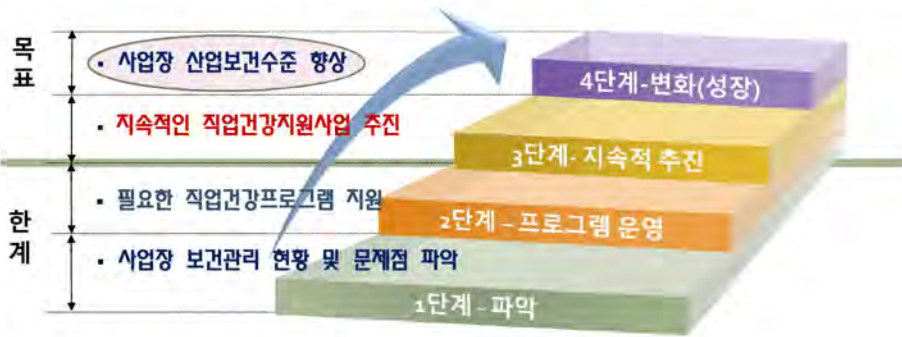 목표
• 사업장 산업보건수준 향상
4단계-변화(성장)
• 지속적인 직업건강지원사업 추진
3단계- 지속적 추진
한계
• 필요한 직업건강프로그램 지원
2단계 – 프로그램 운영
• 사업장 보건관리 현황 및 문제점 파악
1단계 – 파악